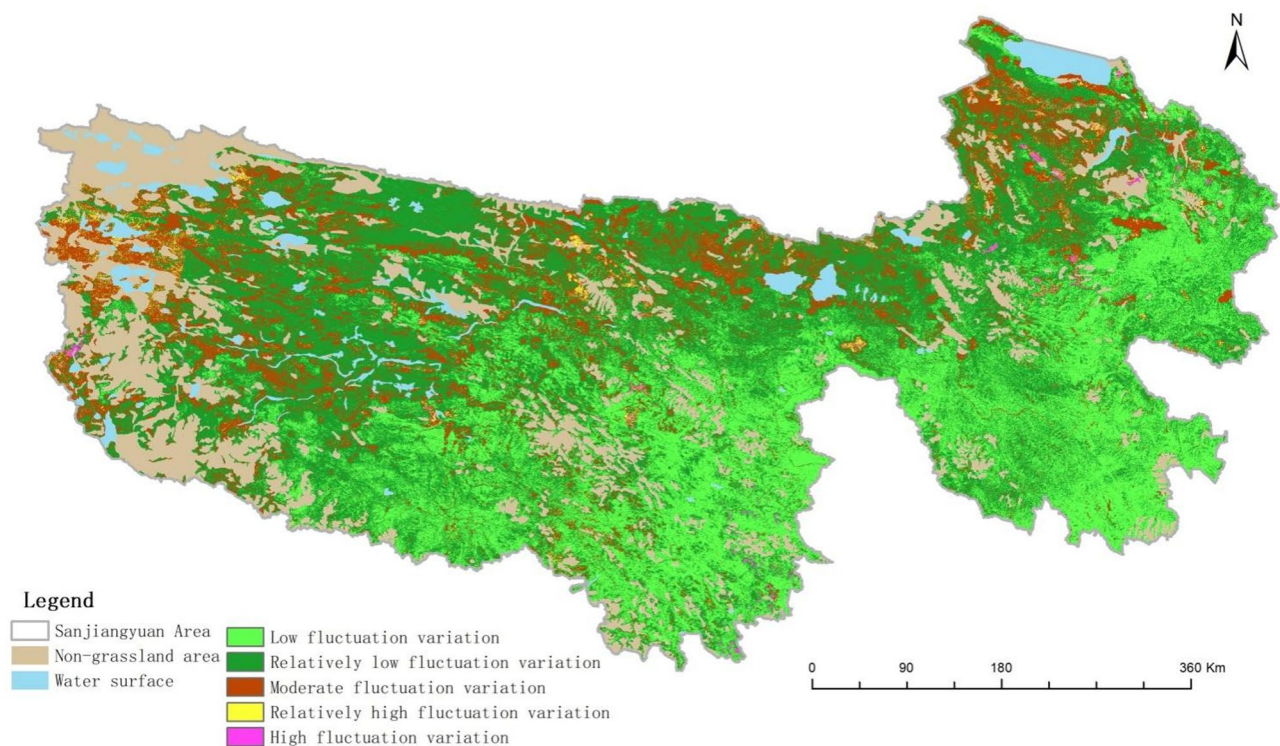 N
Legend
Sanjiangyuan Area
Non-grassland area
Water surface
Low fluctuation variation
Relatively low fluctuation variation
Moderate fluctuation variation
Relatively high fluctuation variation
High fluctuation variation
0 90 180 360 Km